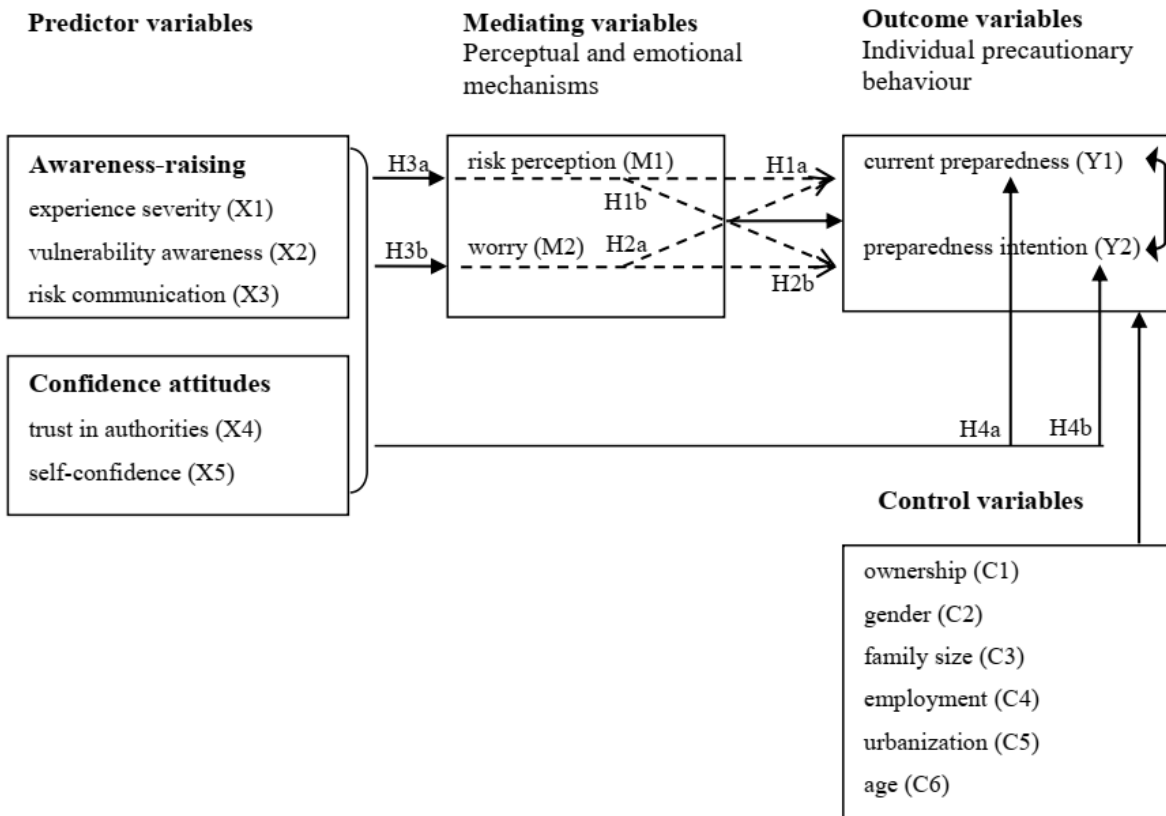 Predictor variables
Mediating variables
Perceptual and emotional
mechanisms
Outcome variables
Individual precautionary
behaviour
Awareness-raising
experience severity (X1)
vulnerability awareness (X2)
risk communication (X3)
Confidence attitudes
trust in authorities (X4)
self-confidence (X5)
H3a
H3b
risk perception (M1)
worry (M2)
H1a
H1b
H2a
H2b
current preparedness (Y1)
preparedness intention (Y2)
H4a
H4b
Control variables
ownership (C1)
gender (C2)
family size (C3)
employment (C4)
urbanization (C5)
age (C6)